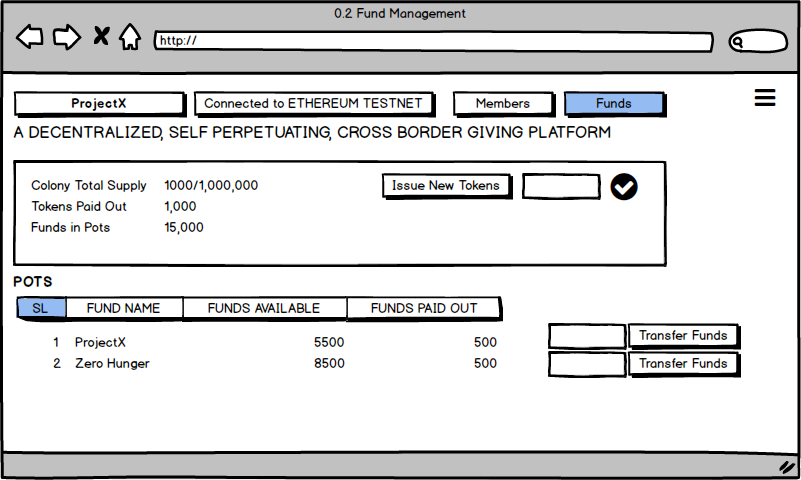 0.2 Fund Management
http://
ProjectX Connected to ETHEREUM TESTNET Members Funds
A DECENTRALIZED, SELF PERPETUATING, CROSS BORDER GIVING PLATFORM
Colony Total Supply 1000/1,000,000 Issue New Tokens
Tokens Paid Out 1,000
Funds in Pots 15,000
POTS
SL FUND NAME FUNDS AVAILABLE FUNDS PAID OUT
1 ProjectX 5500 500 Transfer Funds
2 Zero Hunger 8500 500 Transfer Funds